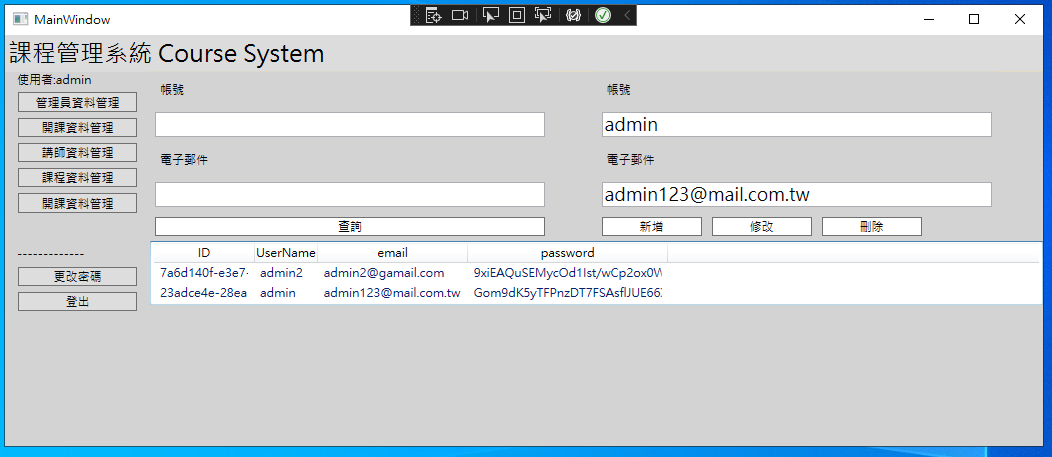 MainWindow
課程管理系統 Course System
使用者:admin
管理員資料管理
開課資料管理
講師資料管理
課程資料管理
開課資料管理
-------------
更改密碼
登出
帳號
電子郵件
查詢
帳號
admin
電子郵件
admin123@mail.com.tw
新增 修改 刪除
ID UserName email password
7a6d140f-e3e7- admin2 admin2@gamail.com
23adce4e-28ea admin admin123@mail.com.tw